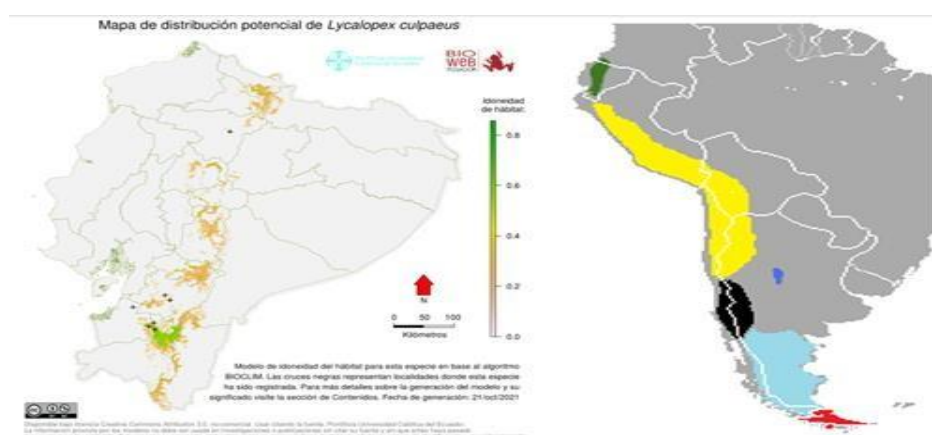 Mapa de distribución potencial de Lycalopex culpaeus
BIO
WEB
ECUADOR
Idoneidad
de hábitat
0.8
0.6
0.4
0.2
0.0
N
0 50 100
Kilómetros
Modelo de idoneidad del hábitat para esta especie en base al algoritmo
BIOCLIM. Las cruces negras representan localidades donde esta especie
ha sido registrada. Para más detalles sobre la generación del modelo y su
significado visite la sección de Contenidos. Fecha de generación: 21/oct/2021